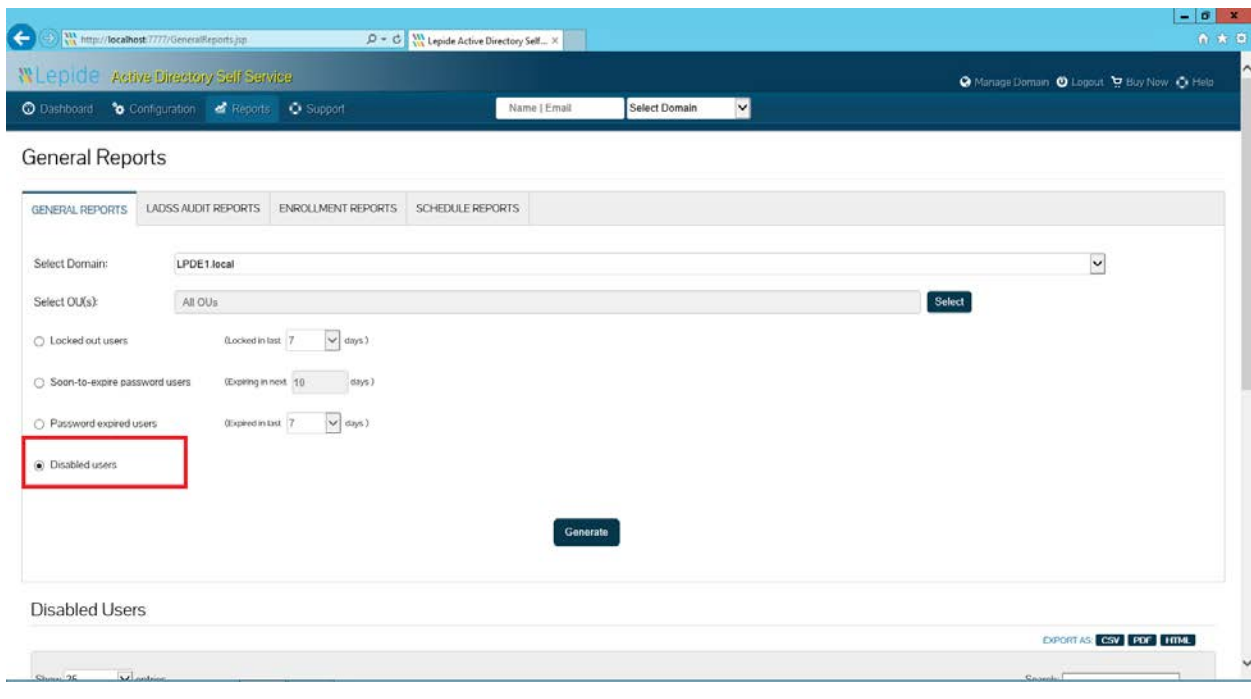 http://localhost:7777/GeneralReports.jsp
Lepide Active Directory Self... ×
Lepide Active Directory Self Service
Manage Domain Logout Buy Now Help
Dashboard Configuration Reports Support Name | Email Select Domain
General Reports
GENERAL REPORTS LADSS AUDIT REPORTS ENROLLMENT REPORTS SCHEDULE REPORTS
Select Domain: LPDE1.local
Select OU(s): All OUs Select
Locked out users (Locked in last 7 days )
Soon-to-expire password users (Expiring in next 10 days )
Password expired users (Expired in last 7 days )
Disabled users
Generate
Disabled Users
EXPORT AS: CSV PDF HTML
Show 25 entries Search: